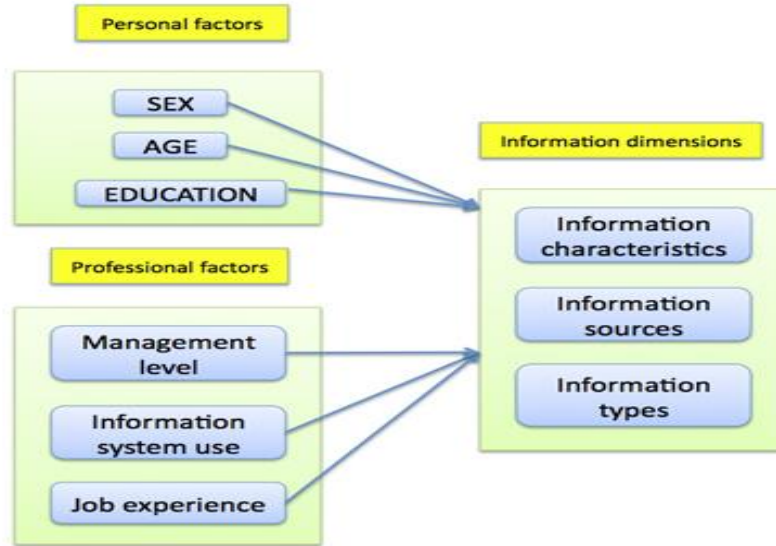 Personal factors
SEX
AGE
EDUCATION
Professional factors
Management
level
Information
system use
Job experience
Information dimensions
Information
characteristics
Information
sources
Information
types